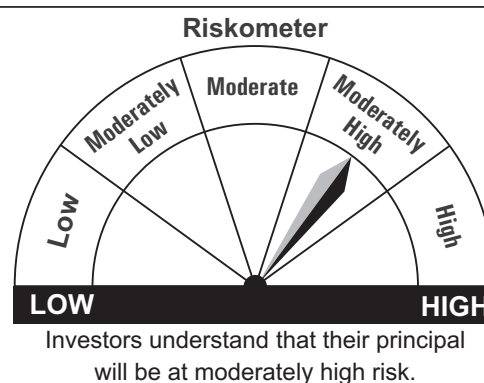 Riskometer
Low
Moderately
Low
Moderate
Moderately
High
High
LOW
HIGH
Investors understand that their principal
will be at moderately high risk.